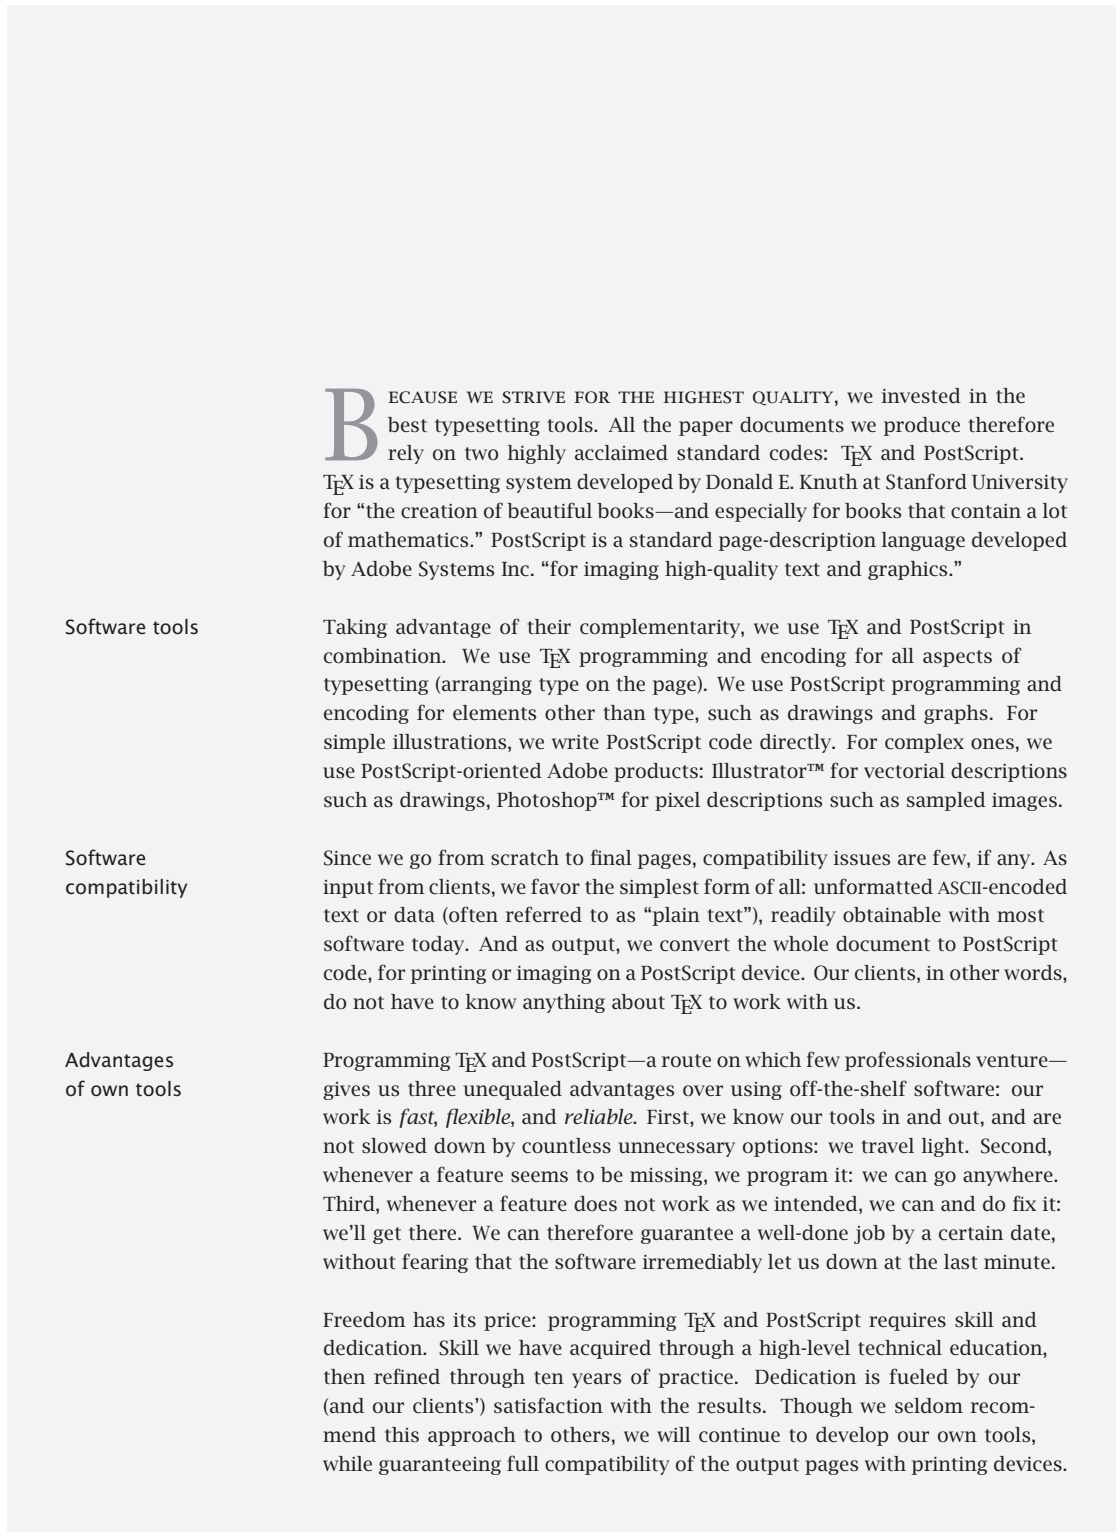 BECAUSE WE STRIVE FOR THE HIGHEST QUALITY, we invested in the
best typesetting tools. All the paper documents we produce therefore
rely on two highly acclaimed standard codes: TEX and PostScript.
TEX is a typesetting system developed by Donald E. Knuth at Stanford University
for “the creation of beautiful books—and especially for books that contain a lot
of mathematics.” PostScript is a standard page-description language developed
by Adobe Systems Inc. “for imaging high-quality text and graphics.”
Software tools
Taking advantage of their complementarity, we use TEX and PostScript in
combination. We use TEX programming and encoding for all aspects of
typesetting (arranging type on the page). We use PostScript programming and
encoding for elements other than type, such as drawings and graphs. For
simple illustrations, we write PostScript code directly. For complex ones, we
use PostScript-oriented Adobe products: Illustrator™ for vectorial descriptions
such as drawings, Photoshop™ for pixel descriptions such as sampled images.
Software
compatibility
Since we go from scratch to final pages, compatibility issues are few, if any. As
input from clients, we favor the simplest form of all: unformatted ASCII-encoded
text or data (often referred to as “plain text”), readily obtainable with most
software today. And as output, we convert the whole document to PostScript
code, for printing or imaging on a PostScript device. Our clients, in other words,
do not have to know anything about TEX to work with us.
Advantages
of own tools
Programming TEX and PostScript—a route on which few professionals venture—
gives us three unequaled advantages over using off-the-shelf software: our
work is fast, flexible, and reliable. First, we know our tools in and out, and are
not slowed down by countless unnecessary options: we travel light. Second,
whenever a feature seems to be missing, we program it: we can go anywhere.
Third, whenever a feature does not work as we intended, we can and do fix it:
we’ll get there. We can therefore guarantee a well-done job by a certain date,
without fearing that the software irremediably let us down at the last minute.
Freedom has its price: programming TEX and PostScript requires skill and
dedication. Skill we have acquired through a high-level technical education,
then refined through ten years of practice. Dedication is fueled by our
(and our clients’) satisfaction with the results. Though we seldom recom-
mend this approach to others, we will continue to develop our own tools,
while guaranteeing full compatibility of the output pages with printing devices.